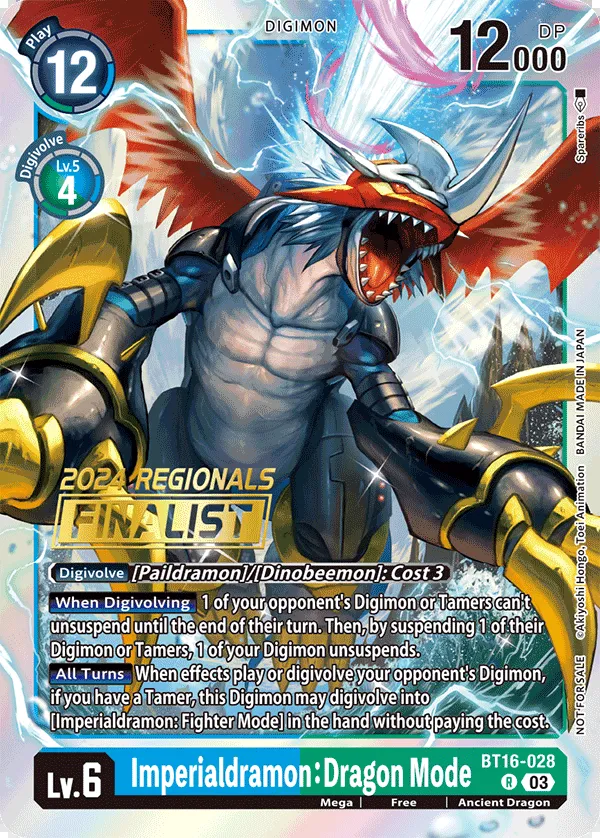 Play
12
DIGIMON
DP
12000
Digivolve
Lv.5
4
Spareribs
2024 REGIONALS
FINALIST
Digivolve [Paildramon]/[Dinobeemon]: Cost 3
When Digivolving 1 of your opponent's Digimon or Tamers can't
unsuspend until the end of their turn. Then, by suspending 1 of their
Digimon or Tamers, 1 of your Digimon unsuspends.
All Turns When effects play or digivolve your opponent's Digimon,
if you have a Tamer, this Digimon may digivolve into
[Imperialdramon: Fighter Mode] in the hand without paying the cost.
NOT FOR SALE ©Akiyoshi Hongo, Toei Animation BANDAI MADE IN JAPAN
Lv.6
Imperialdramon: Dragon Mode
BT16-028
R 03
Mega | Free | Ancient Dragon